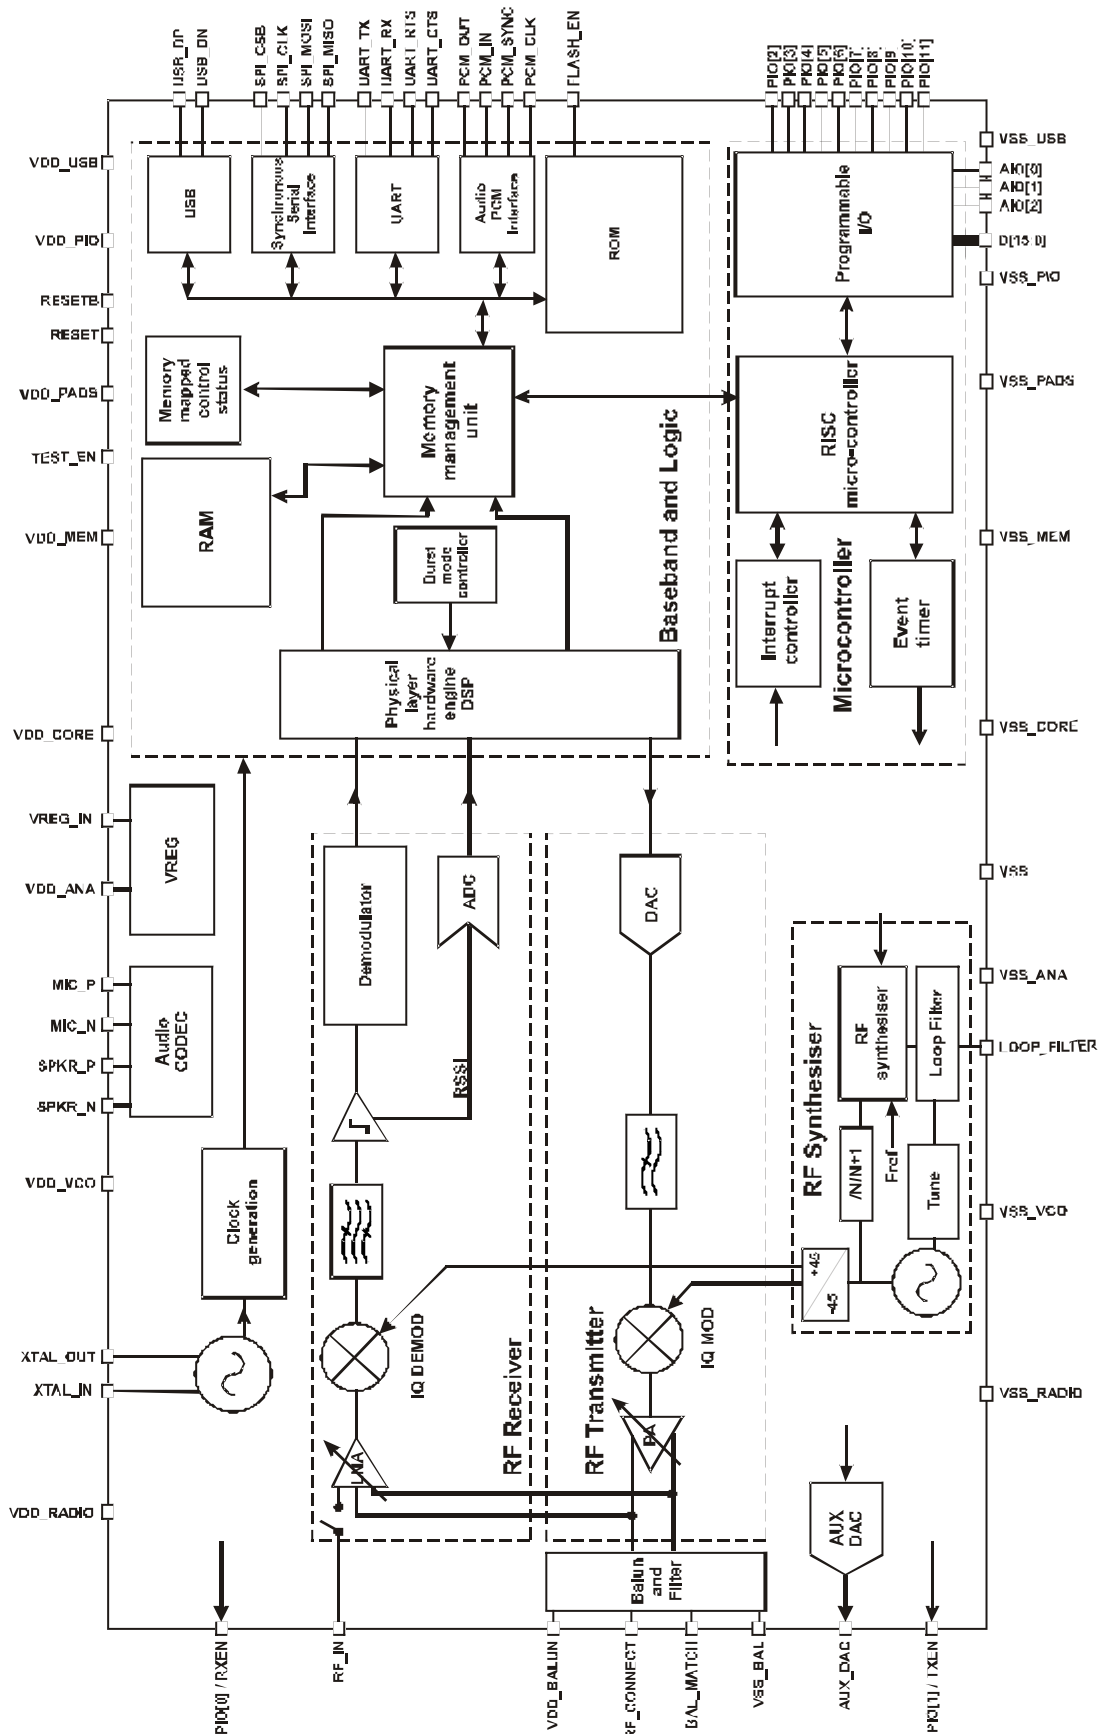 USB_DP
USB_DN
SPI_CSB
SPI_CLK
SPI_MOSI
SPI_MISO
UART_TX
UART_RX
UART_RTS
UART_CTS
PCM_OUT
PCM_IN
PCM_SYNC
PCM_CLK
FLASH_EN
PIO[2]
PIO[3]
PIO[4]
PIO[5]
PIO[6]
PIO[7]
PIO[8]
PIO[9]
PIO[10]
PIO[11]
VDD_USB
VDD_PIO
RESETB
RESET
VDD_PADS
TEST_EN
VDD_MEM
VDD_CORE
VREG_IN
VDD_ANA
MIC_P
MIC_N
SPKR_P
SPKR_N
VDD_VCO
XTAL_OUT
XTAL_IN
VDD_RADIO
VSS_USB
AIO[0]
AIO[1]
AIO[2]
D[15:0]
VSS_PIO
VSS_PADS
VSS_MEM
VSS_CORE
VSS
VSS_ANA
LOOP_FILTER
VSS_VCO
VSS_RADIO
USB
Synchronous
Serial
Interface
UART
Audio
PCM
Interface
ROM
Programmable
I/O
Memory
mapped
control
status
Memory
management
unit
RISC
micro-controller
RAM
Burst
mode
controller
Baseband and Logic
Interrupt
controller
Microcontroller
Event
timer
Physical
layer
hardware
engine
DSP
VREG
Demodulator
ADC
DAC
Audio
CODEC
RSSI
RF Synthesiser
RF
synthesiser
Loop Filter
/N/N+1
Fref
Tune
+45
-45
Clock
generation
IQ DEMOD
IQ MOD
RF Receiver
RF Transmitter
LNA
PA
AUX
DAC
Balun
and
Filter
PIO[0] / RXEN
RF_IN
VDD_BALUN
RF_CONNECT
BAL_MATCH
VSS_BAL
AUX_DAC
PIO[1] / TXEN